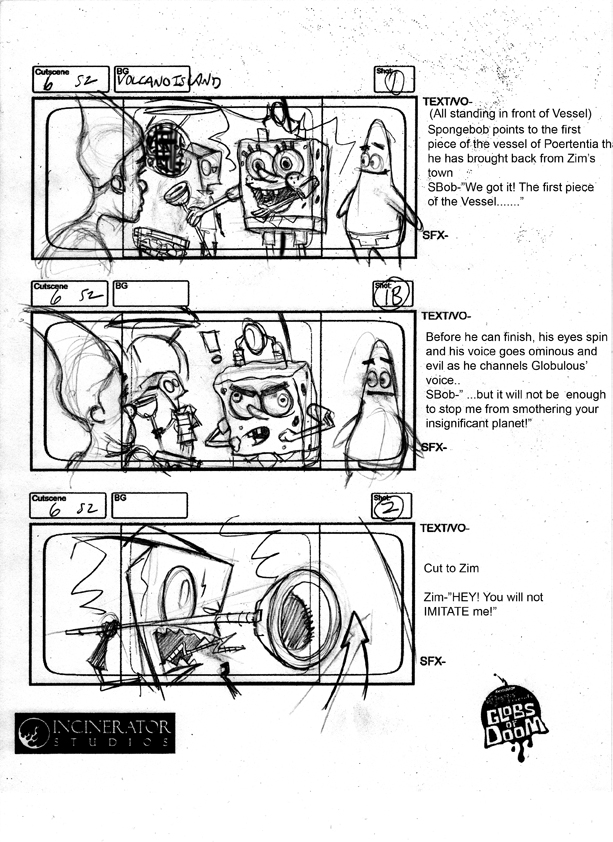 Cutscene
6 S2
BG
VOLCANO ISLAND
Shot:
1
TEXT/VO-
(All standing in front of Vessel)
Spongebob points to the first
piece of the vessel of Poertentia th
he has brought back from Zim's
town
SBob-"We got it! The first piece
of the Vessel......."
SFX-
Cutscene
6 S2
BG
Shot:
1B
!
TEXT/VO-
Before he can finish, his eyes spin
and his voice goes ominous and
evil as he channels Globulous'
voice..
SBob-" ...but it will not be enough
to stop me from smothering your
insignificant planet!"
SFX-
Cutscene
6 S2
BG
Shot:
2
TEXT/VO-
Cut to Zim
Zim-"HEY! You will not
IMITATE me!"
SFX-
INCINERATOR
STUDIOS
GLOBS
OF
DOOM